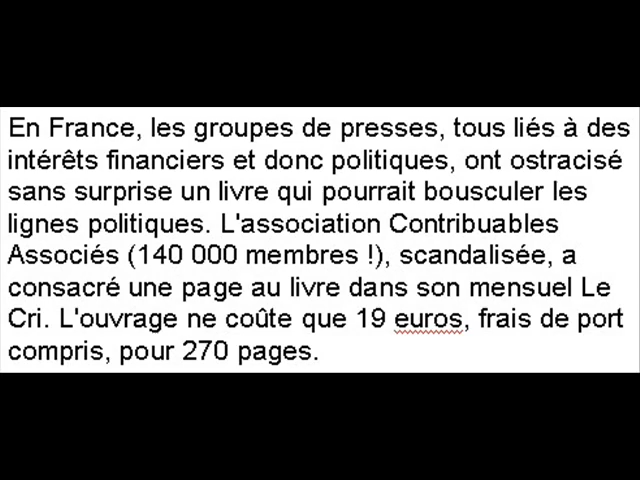 En France, les groupes de presses, tous liés à des
intérêts financiers et donc politiques, ont ostracisé
sans surprise un livre qui pourrait bousculer les
lignes politiques. L'association Contribuables
Associés (140 000 membres !), scandalisée, a
consacré une page au livre dans son mensuel Le
Cri. L'ouvrage ne coûte que 19 euros, frais de port
compris, pour 270 pages.